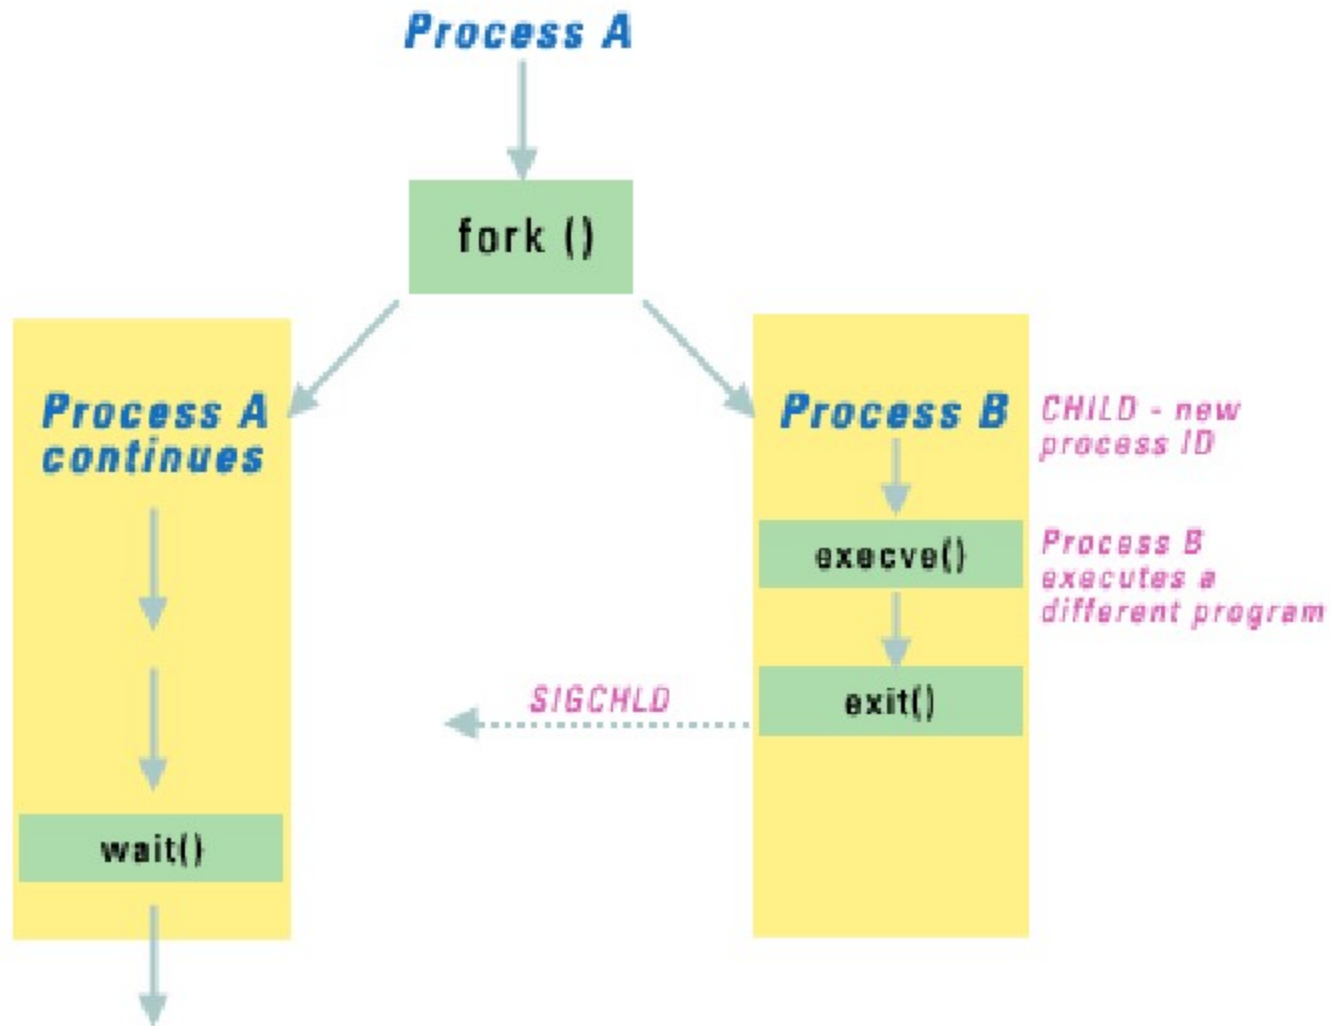 Process A
fork ()
Process A
continues
wait()
Process B
execve()
exit()
CHILD - new
process ID
Process B
executes a
different program
SIGCHLD